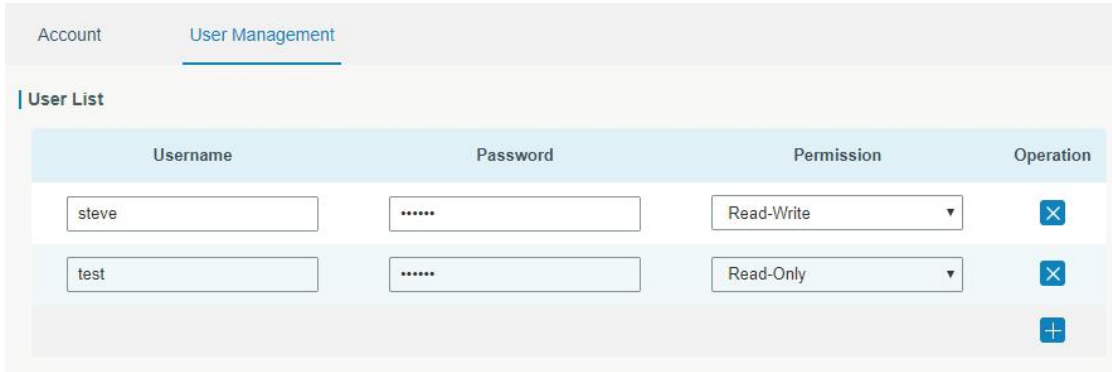 Account User Management
User List
Username Password Permission Operation
steve •••••• Read-Write
test •••••• Read-Only